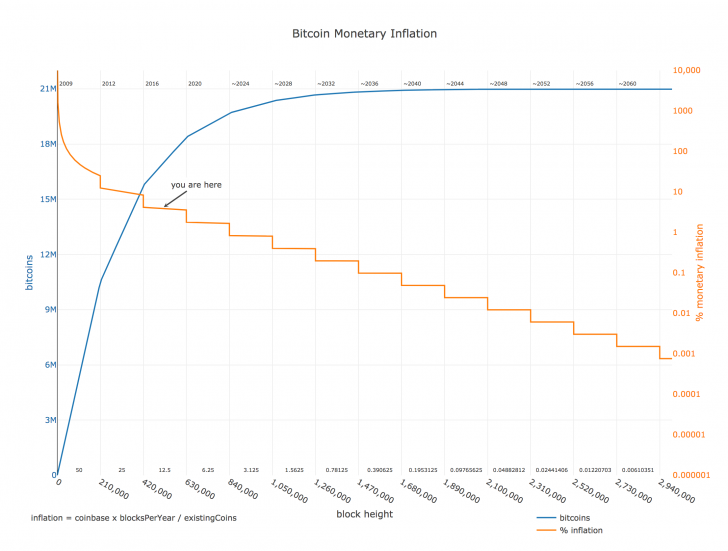 Bitcoin Monetary Inflation
2009 2012 2016 2020 ~2024 ~2028 ~2032 ~2036 ~2040 ~2044 ~2048 ~2052 ~2056 ~2060
21M
18M
15M
12M
9M
6M
3M
0
bitcoins
you are here
10,000
1000
100
10
1
0.1
0.01
0.001
0.0001
0.00001
0.000001
% monetary inflation
50 25 12.5 6.25 3.125 1.5625 0.78125 0.390625 0.1953125 0.09765625 0.04882812 0.02441406 0.01220703 0.00610351
0 210,000 420,000 630,000 840,000 1,050,000 1,260,000 1,470,000 1,680,000 1,890,000 2,100,000 2,310,000 2,520,000 2,730,000 2,940,000
block height
inflation = coinbase x blocksPerYear / existingCoins
bitcoins
% inflation